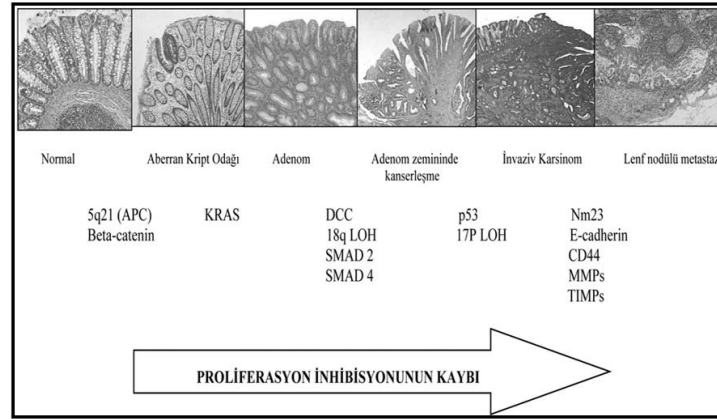 Normal
Aberran Kript Odağı
Adenom
Adenom zemininde
kanserleşme
İnvaziv Karsinom
Lenf nodülü metastaz
5q21 (APC)
Beta-catenin
KRAS
DCC
18q LOH
SMAD 2
SMAD 4
p53
17P LOH
Nm23
E-cadherin
CD44
MMPs
TIMPs
PROLİFERASYON İNHİBİSYONUNUN KAYBI